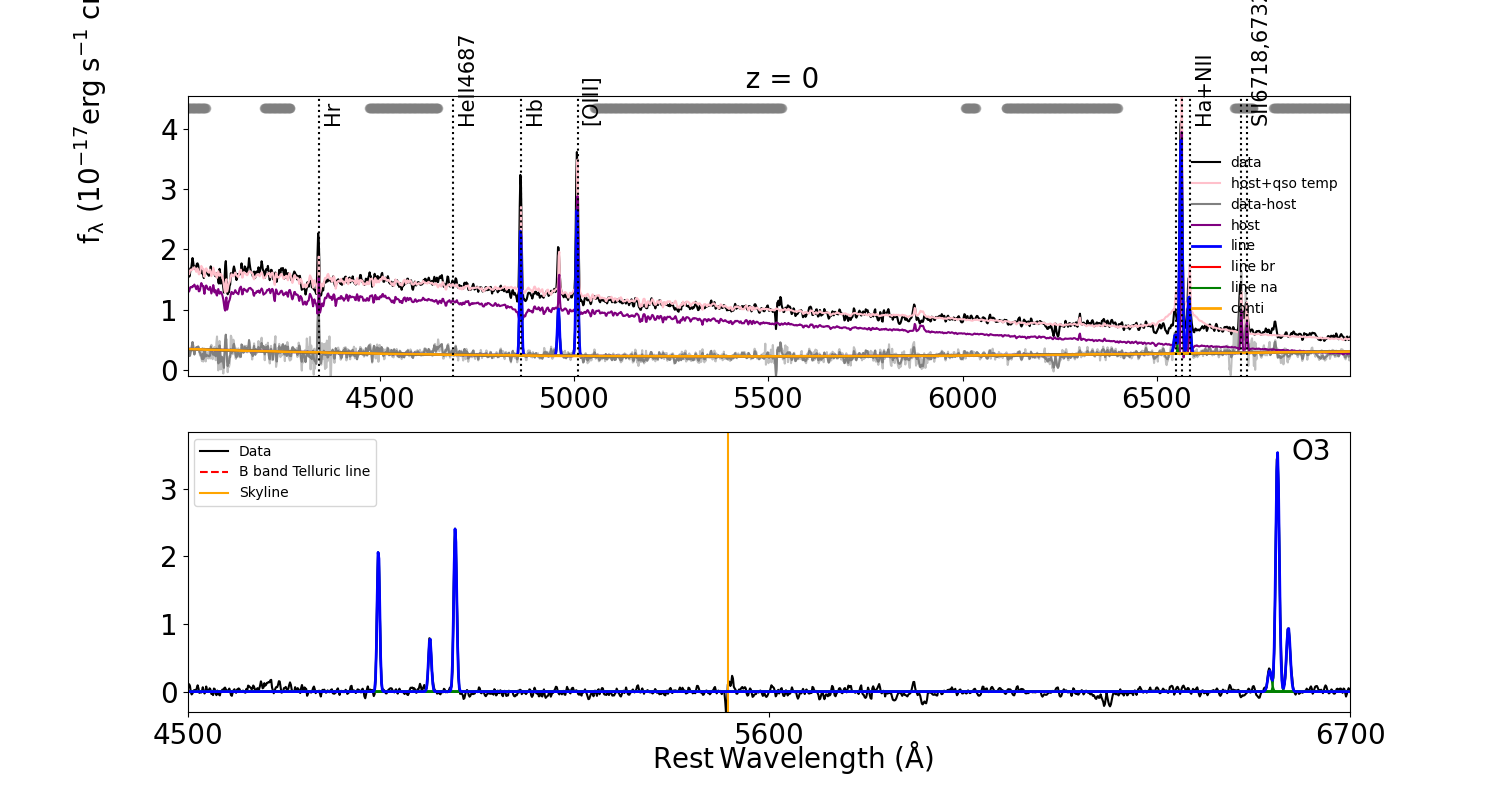 z = 0
f_λ (10^−17 erg s^−1 c
Hr
HeII4687
Hb
[OIII]
Ha+NII
SII6718,673
4
3
2
1
0
data
host+qso temp
data-host
host
line
line br
line na
conti
4500
5000
5500
6000
6500
Data
B band Telluric line
Skyline
O3
3
2
1
0
4500
5600
6700
Rest Wavelength (Å)